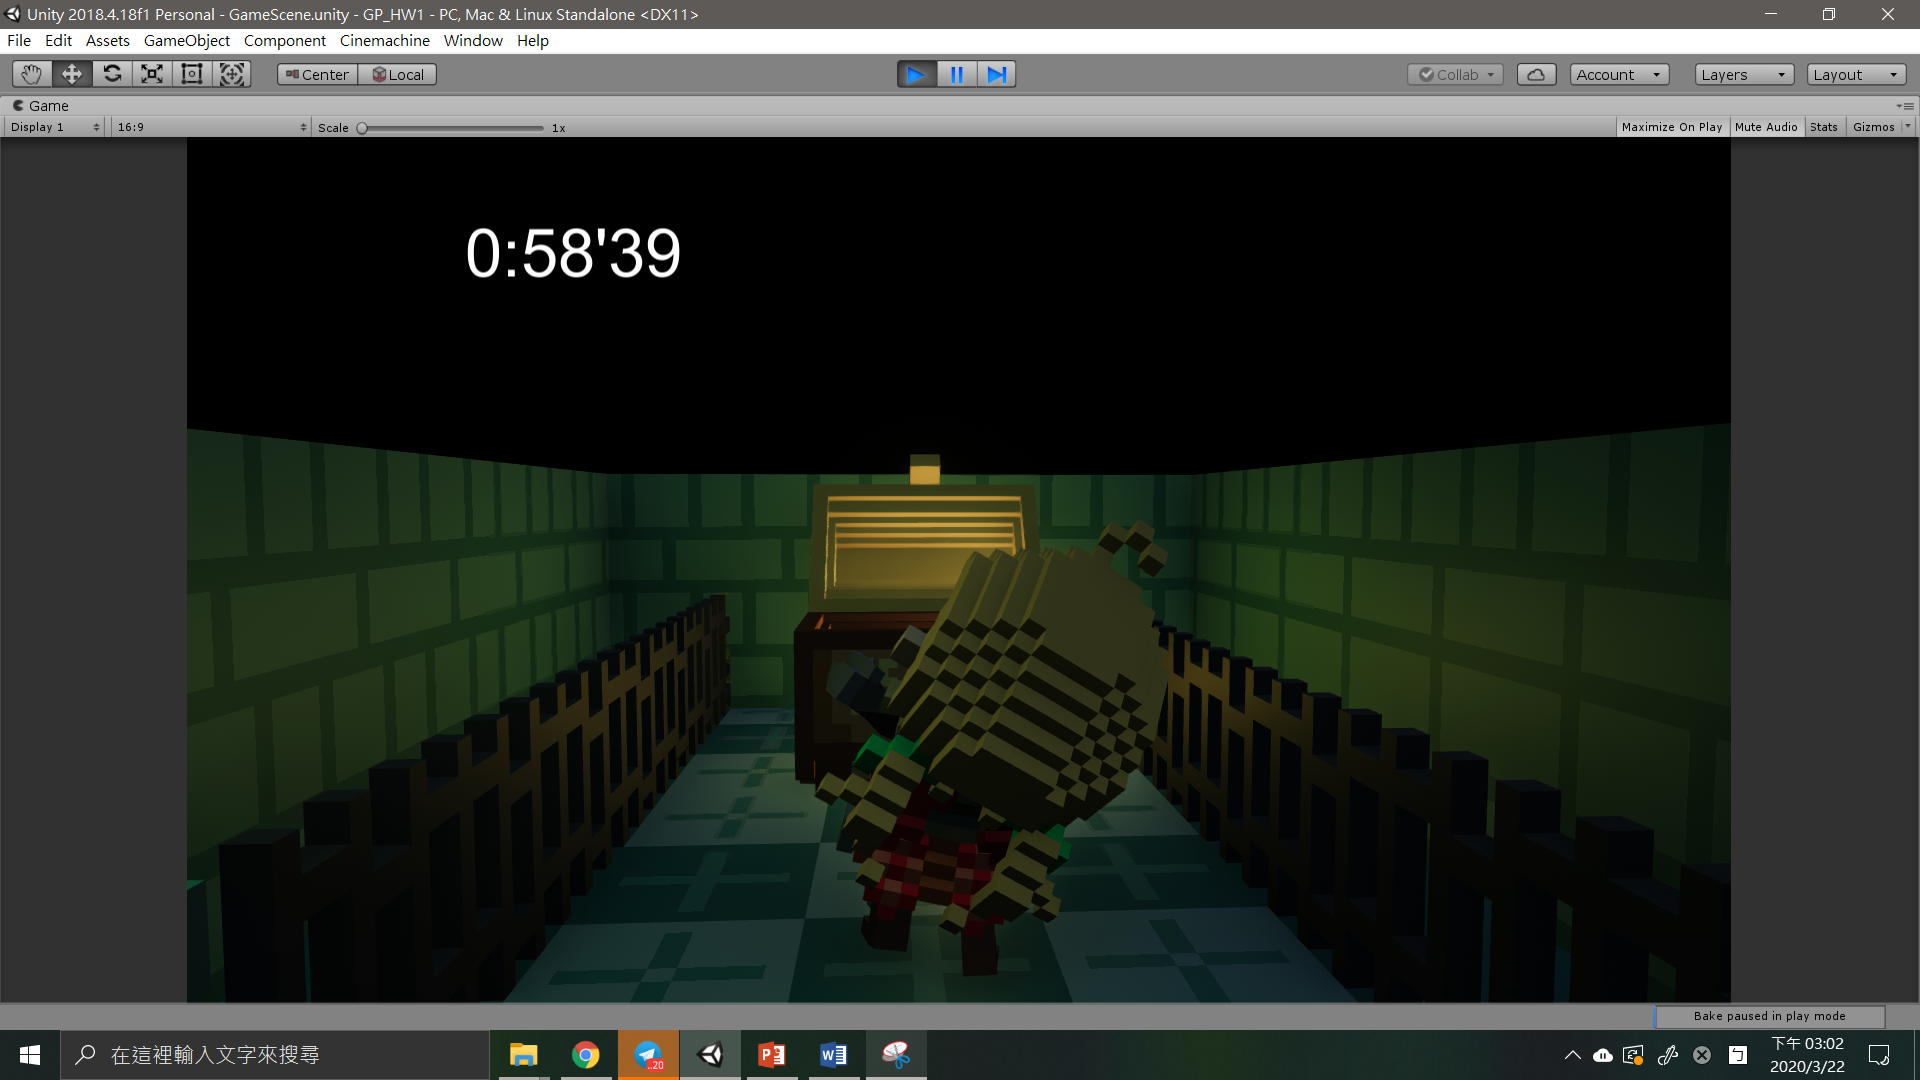 Unity 2018.4.18f1 Personal - GameScene.unity - GP_HW1 - PC, Mac & Linux Standalone <DX11>
File Edit Assets GameObject Component Cinemachine Window Help
Center Local Collab Account Layers Layout
Game
Display 1 16:9 Scale 1x Maximize On Play Mute Audio Stats Gizmos
0:58'39
Bake paused in play mode
在這裡輸入文字來搜尋
..20
下午 03:02
2020/3/22